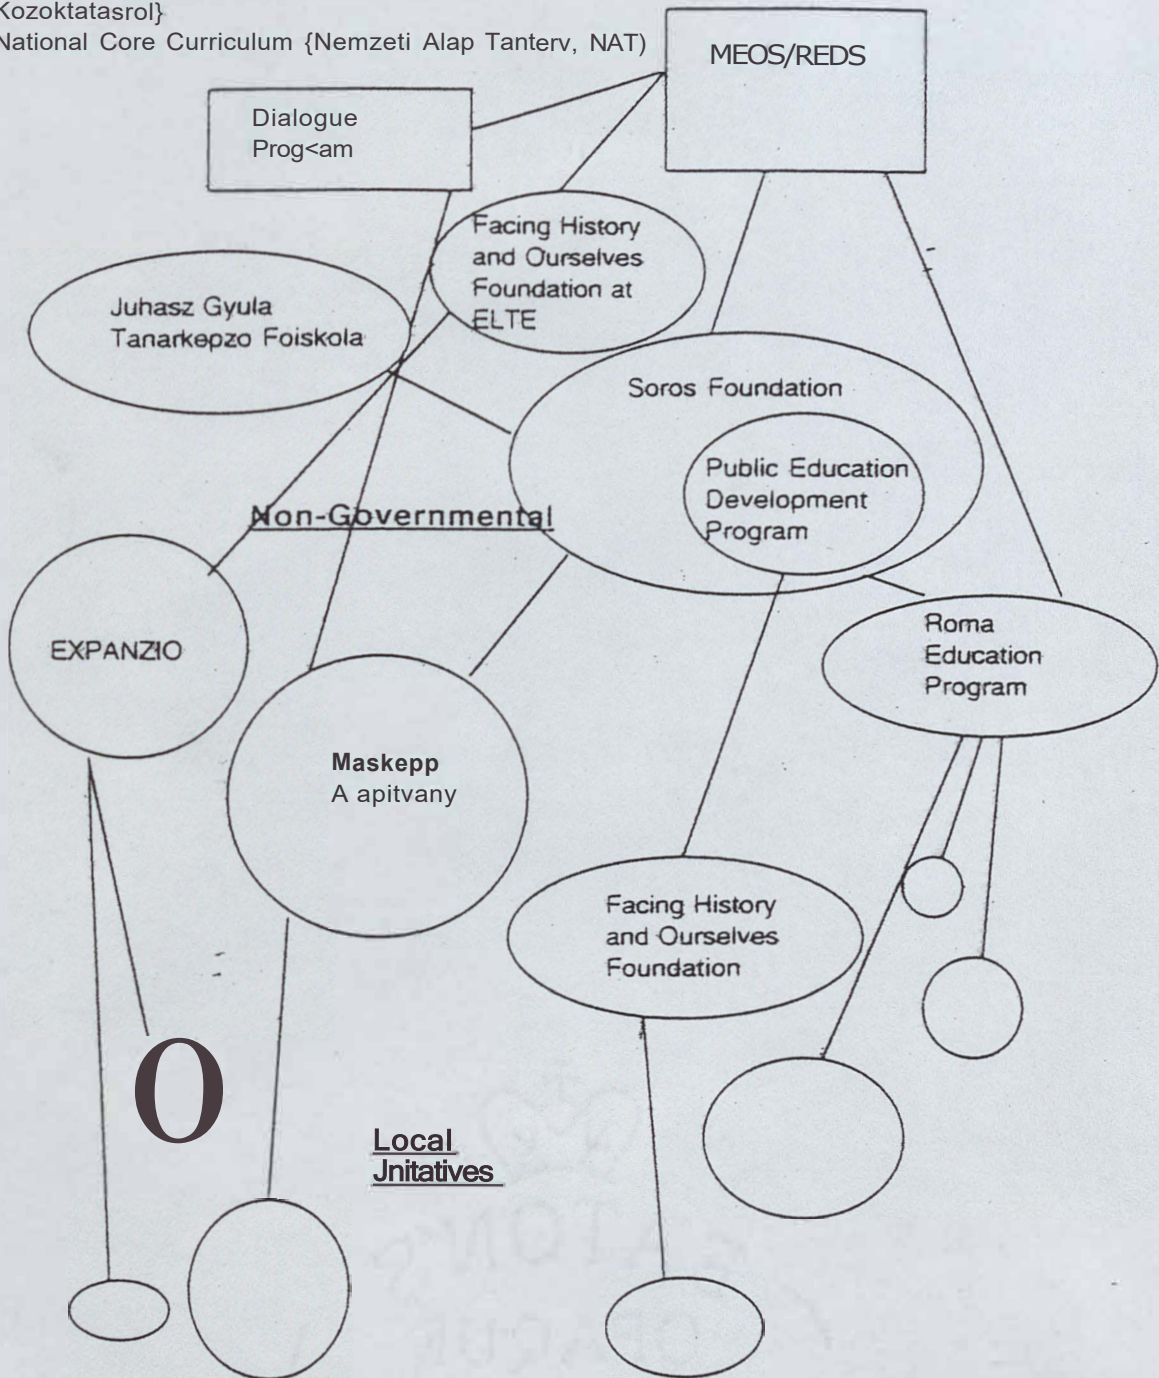 Kozoktatasrol}
National Core Curriculum {Nemzeti Alap Tanterv, NAT)
MEOS/REDS
Dialogue
Prog<am
Facing History
and Ourselves
Foundation at
ELTE
Juhasz Gyula
Tanarkepzo Foiskola
Soros Foundation
Public Education
Development
Program
Non-Governmental
EXPANZIO
Roma
Education
Program
Maskepp
A apitvany
Facing History
and Ourselves
Foundation
O
Local
Jnitatives